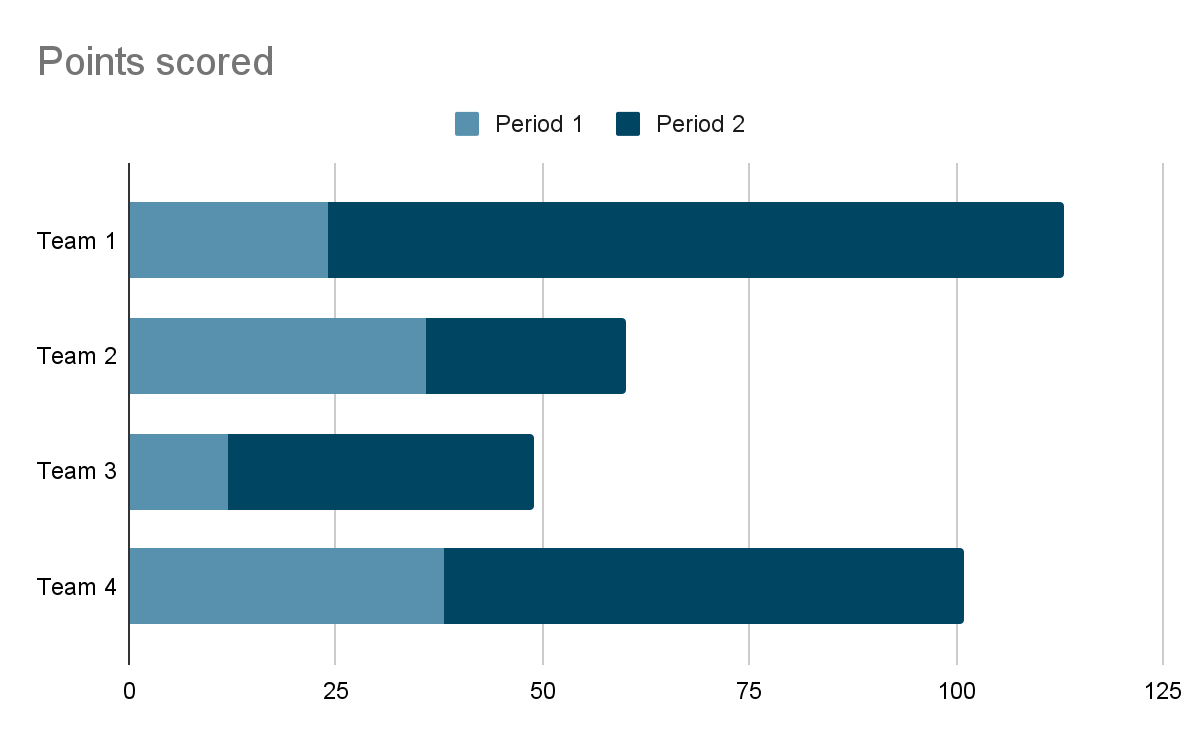 Points scored
Period 1 Period 2
Team 1
Team 2
Team 3
Team 4
0 25 50 75 100 125